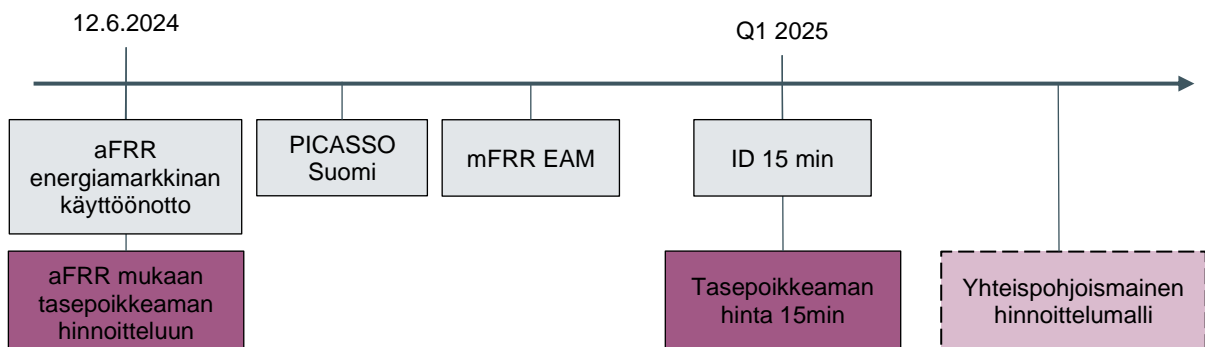 12.6.2024
Q1 2025
aFRR
energiamarkkinan
käyttöönotto
PICASSO
Suomi
mFRR EAM
ID 15 min
aFRR mukaan
tasepoikkeaman
hinnoitteluun
Tasepoikkeaman
hinta 15min
Yhteispohjoismainen
hinnoittelumalli